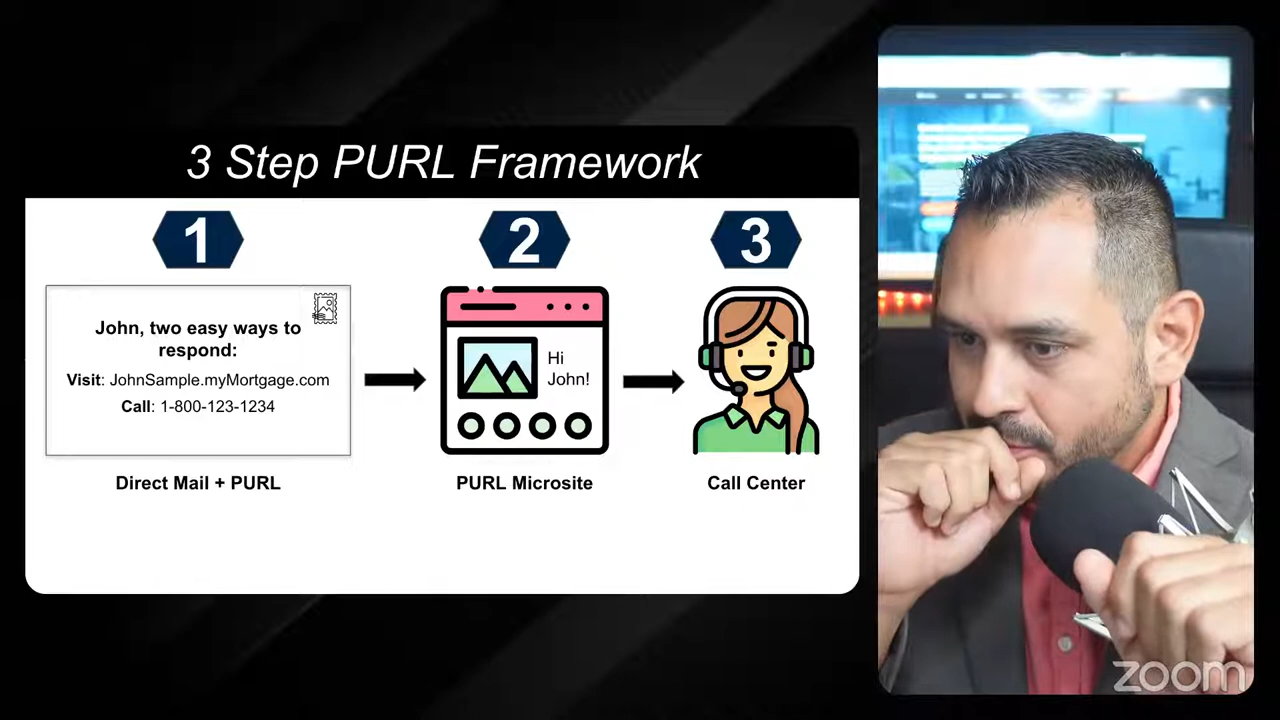 3 Step PURL Framework
1
2
3
John, two easy ways to
respond:
Visit: JohnSample.myMortgage.com
Call: 1-800-123-1234
Hi
John!
Direct Mail + PURL
PURL Microsite
Call Center
zoom